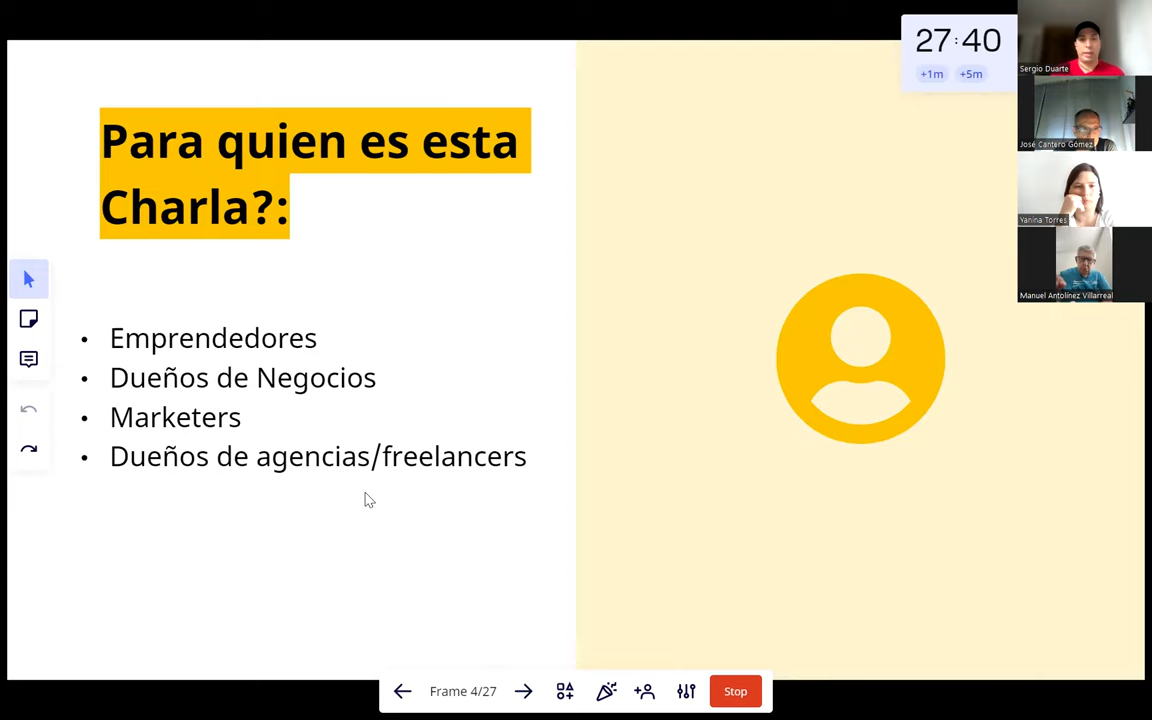 Para quien es esta
Charla?:
• Emprendedores
• Dueños de Negocios
• Marketers
• Dueños de agencias/freelancers
27:40
+1m +5m
Sergio Duarte
José Cantero Gómez
Yanina Torres
Manuel Antolínez Villarreal
Frame 4/27
Stop